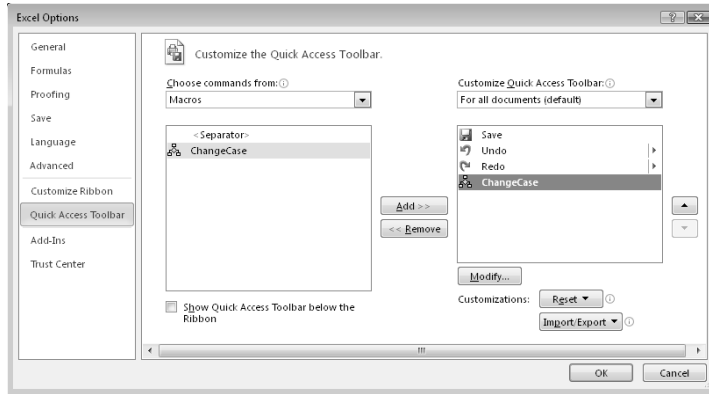 Excel Options
General
Formulas
Proofing
Save
Language
Advanced
Customize Ribbon
Quick Access Toolbar
Add-Ins
Trust Center
Customize the Quick Access Toolbar.
Choose commands from:
Macros
<Separator>
ChangeCase
Show Quick Access Toolbar below the
Ribbon
Add >>
<< Remove
Customize Quick Access Toolbar:
For all documents (default)
Save
Undo
Redo
ChangeCase
Modify...
Customizations:
Reset
Import/Export
OK
Cancel